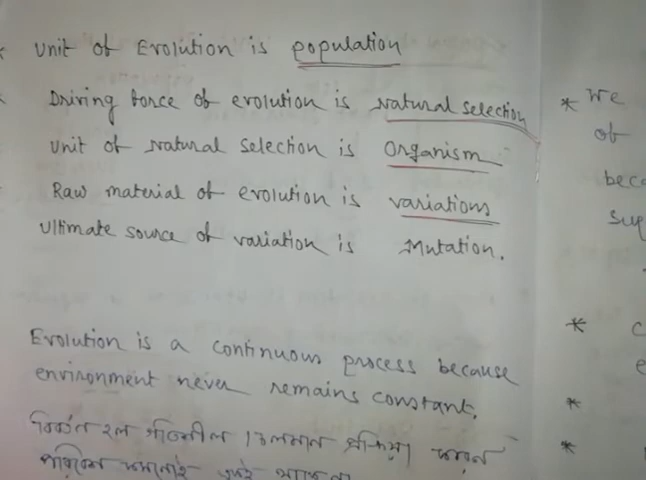 Unit of Evolution is population
Driving force of evolution is Natural selection
Unit of Natural selection is Organism
Raw material of evolution is variations
Ultimate source of variation is Mutation.
Evolution is a continuous process because
environment never remains constant.
* We
of
beca
sup
* c
e
*
*